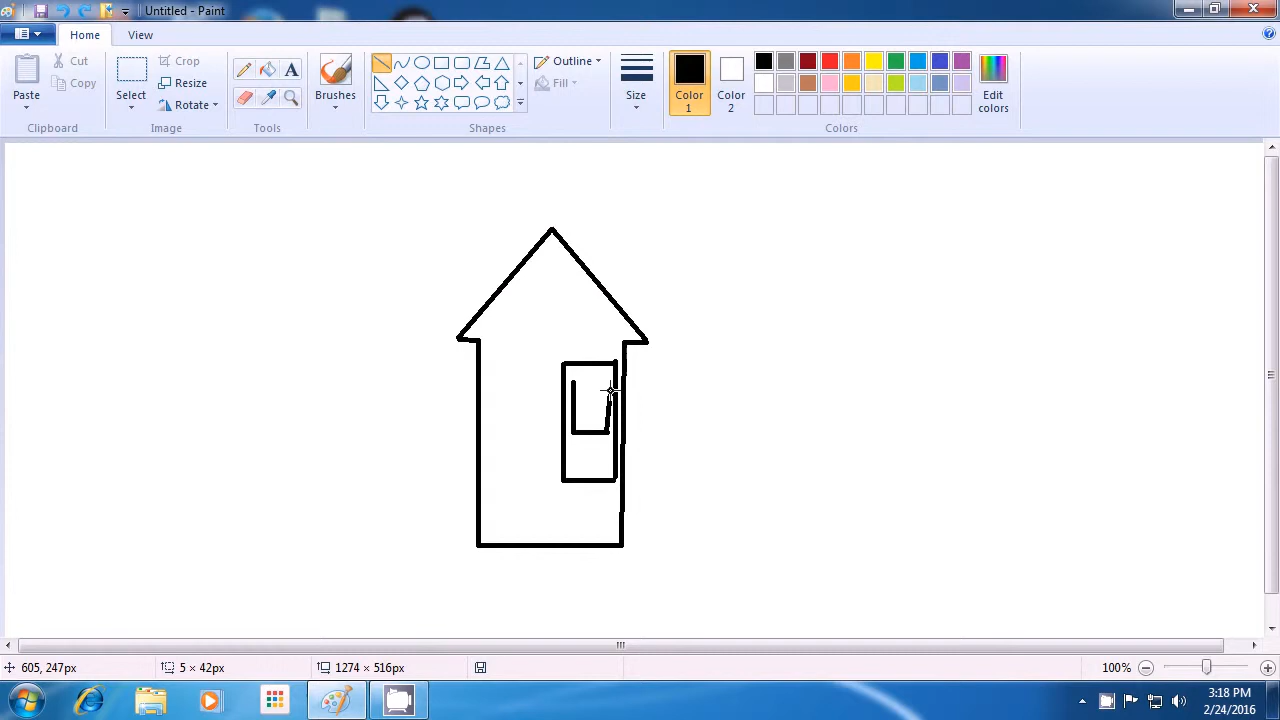 Untitled - Paint
Home View
Paste
Cut
Copy
Clipboard
Select
Crop
Resize
Rotate
Image
A
Tools
Brushes
Outline
Fill
Shapes
Size
Color 1
Color 2
Edit colors
Colors
605, 247px
5 × 42px
1274 × 516px
100%
3:18 PM
2/24/2016